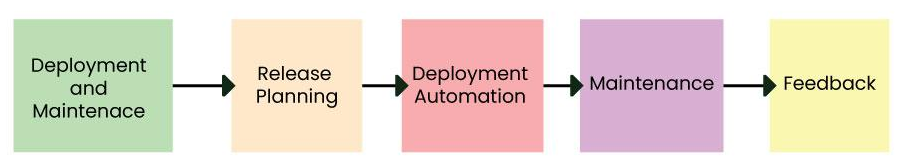 Deployment
and
Maintenace
Release
Planning
Deployment
Automation
Maintenance
Feedback